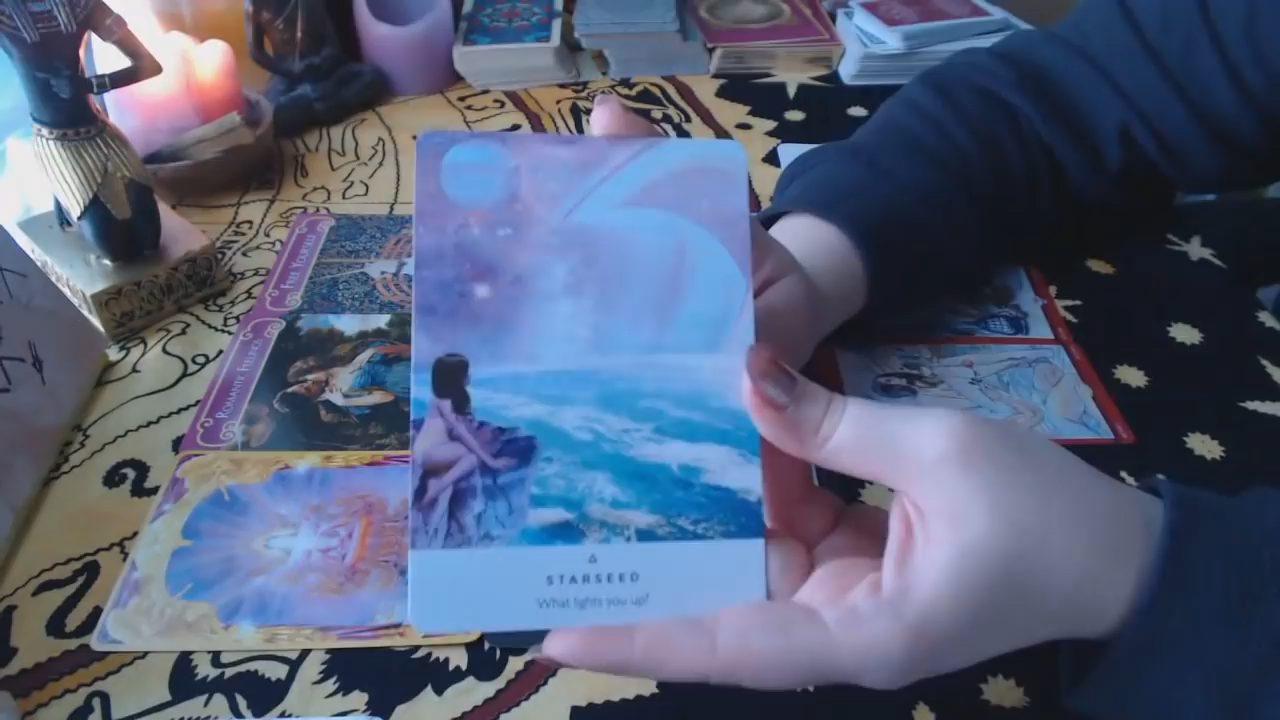 FREE YOURSELF
ROMANTIC FEELINGS
STARSEED
What lights you up?